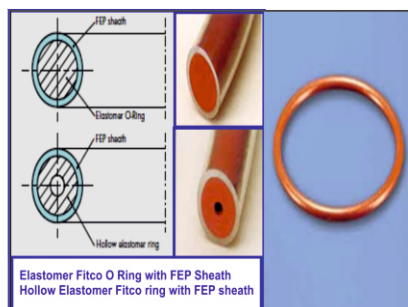 FEP sheath
Elastomer O-Ring
FEP sheath
Hollow elastomer ring
Elastomer Fitco O Ring with FEP Sheath
Hollow Elastomer Fitco ring with FEP sheath